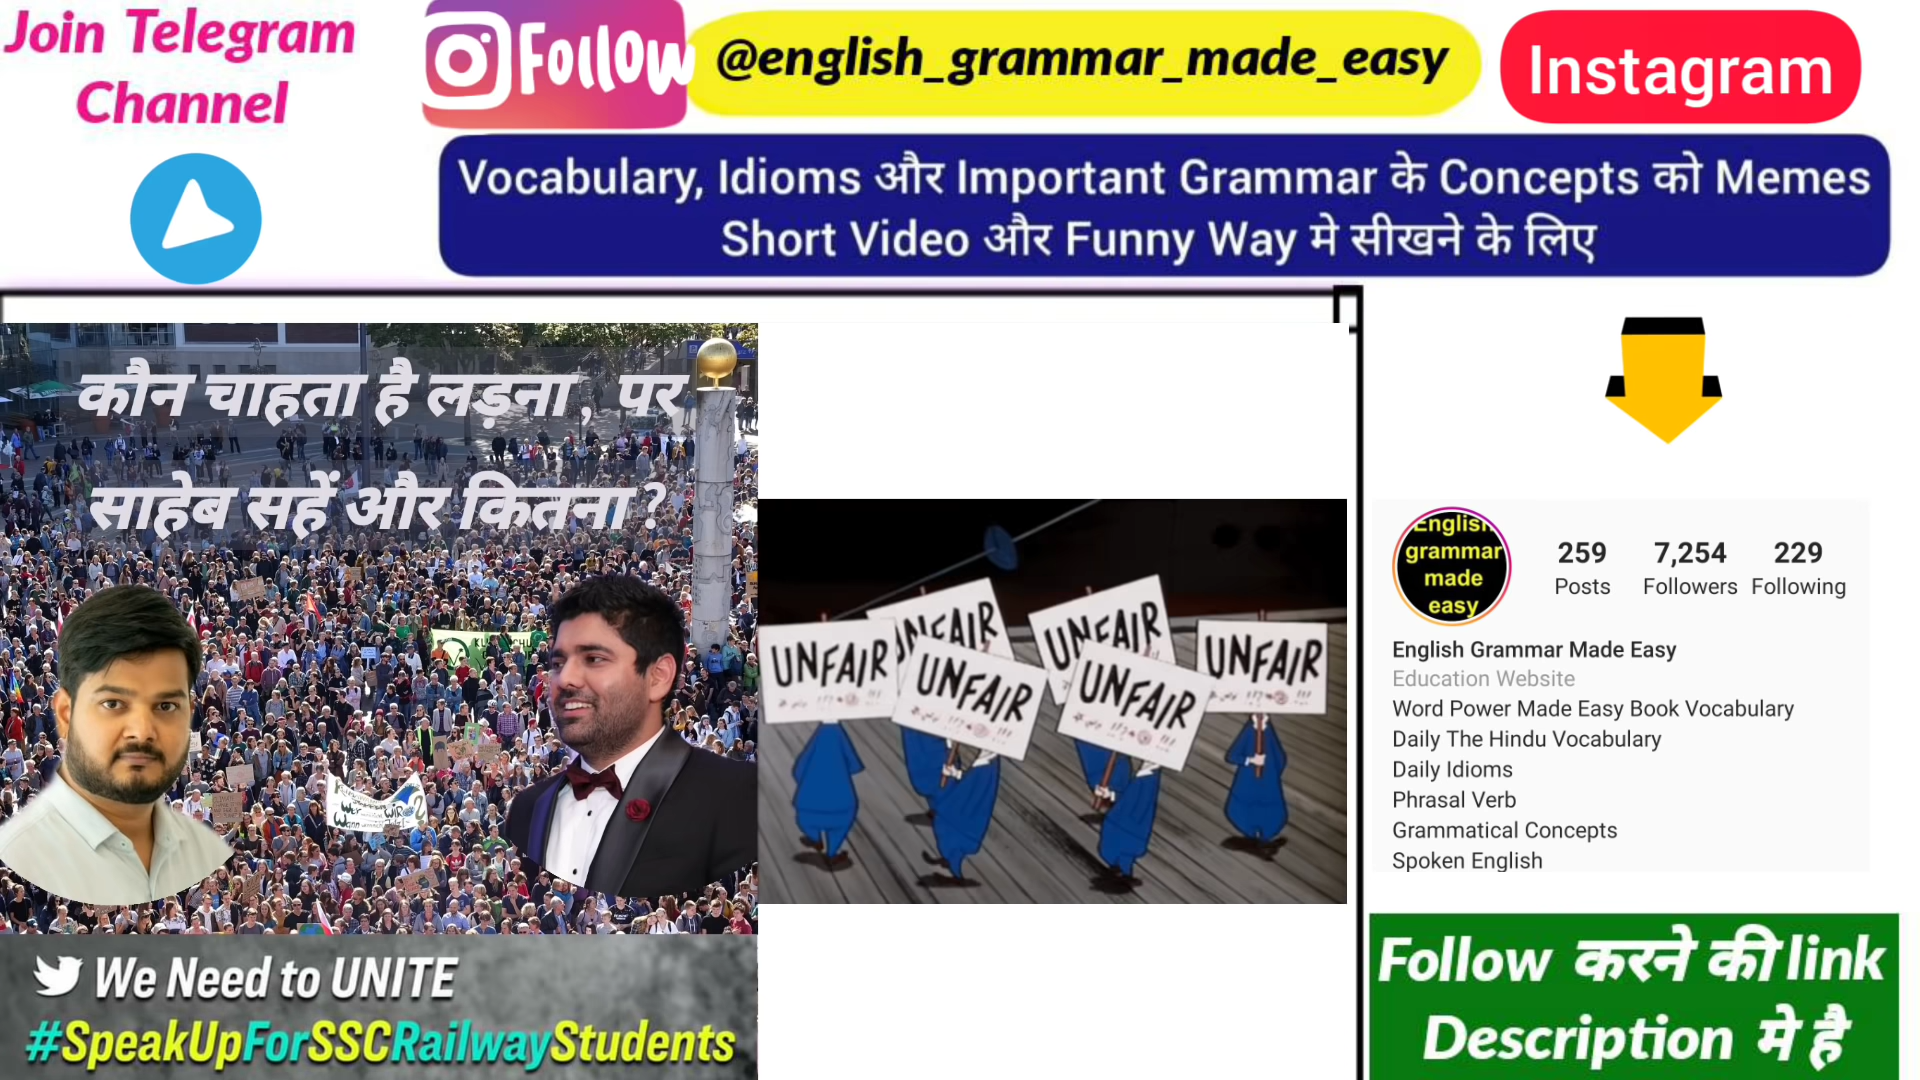 Join Telegram
Channel
Follow
@english_grammar_made_easy
Instagram
Vocabulary, Idioms और Important Grammar के Concepts को Memes
Short Video और Funny Way मे सीखने के लिए
कौन चाहता है लड़ना , पर
साहेब सहें और कितना ?
We Need to UNITE
#SpeakUpForSSCRailwayStudents
UNFAIR
UNFAIR
UNFAIR
UNFAIR
UNFAIR
UNFAIR
English
grammar
made
easy
259 7,254 229
Posts Followers Following
English Grammar Made Easy
Education Website
Word Power Made Easy Book Vocabulary
Daily The Hindu Vocabulary
Daily Idioms
Phrasal Verb
Grammatical Concepts
Spoken English
Follow करने की link
Description मे है